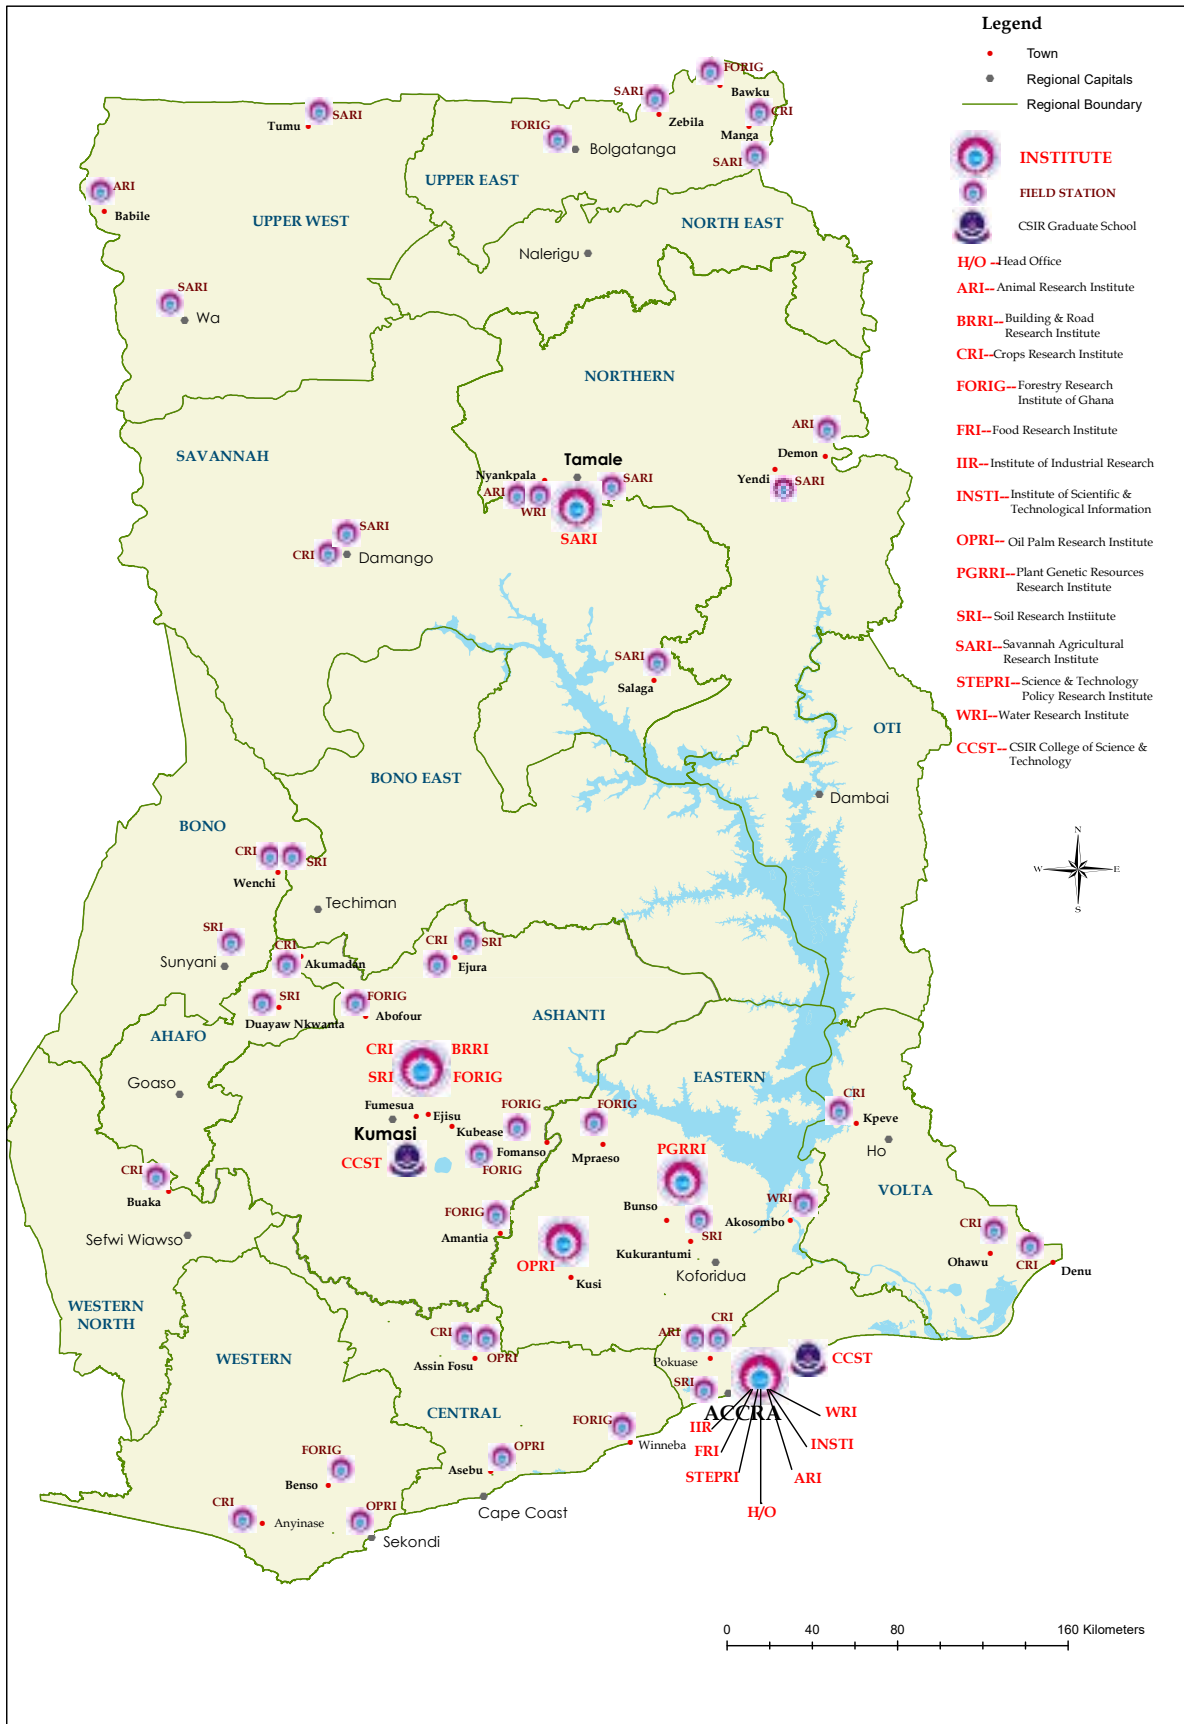 Legend
Town
Regional Capitals
Regional Boundary
INSTITUTE
FIELD STATION
CSIR Graduate School
H/O --Head Office
ARI-- Animal Research Institute
BRRI-- Building & Road
Research Institute
CRI--Crops Research Institute
FORIG-- Forestry Research
Institute of Ghana
FRI--Food Research Institute
IIR-- Institute of Industrial Research
INSTI-- Institute of Scientific &
Technological Information
OPRI-- Oil Palm Research Institute
PGRRI-- Plant Genetic Resources
Research Institute
SRI-- Soil Research Instiitute
SARI--Savannah Agricultural
Research Institute
STEPRI-- Science & Technology
Policy Research Institute
WRI--Water Research Institute
CCST-- CSIR College of Science &
Technology
N
W E
S
FORIG
Bawku
SARI
Zebila
CRI
Manga
SARI
SARI
Tumu
FORIG
Bolgatanga
UPPER EAST
ARI
Babile
UPPER WEST
NORTH EAST
Nalerigu
SARI
Wa
NORTHERN
SAVANNAH
ARI
Demon
Yendi
SARI
Tamale
Nyankpala
ARI
WRI
SARI
SARI
SARI
CRI
Damango
SARI
Salaga
OTI
BONO EAST
Dambai
BONO
CRI
SRI
Wenchi
Techiman
SRI
Sunyani
CRI
Akumadan
CRI
SRI
Ejura
SRI
Duayaw Nkwanta
FORIG
Abofour
ASHANTI
AHAFO
Goaso
CRI
BRRI
SRI
FORIG
EASTERN
Fumesua
Ejisu
Kubease
Kumasi
CCST
FORIG
Fomanso
FORIG
FORIG
Mpraeso
CRI
Kpeve
Ho
PGRRI
Bunso
CRI
Buaka
Sefwi Wiawso
FORIG
Amantia
OPRI
Kusi
SRI
Kukurantumi
Koforidua
WRI
Akosombo
VOLTA
CRI
Ohawu
CRI
Denu
WESTERN
NORTH
WESTERN
CRI
OPRI
Assin Fosu
ARI
CRI
Pokuase
SRI
CCST
ACCRA
IIR
FRI
STEPRI
H/O
ARI
INSTI
WRI
CENTRAL
FORIG
Winneba
OPRI
Asebu
Cape Coast
FORIG
Benso
CRI
Anyinase
OPRI
Sekondi
0 40 80 160 Kilometers